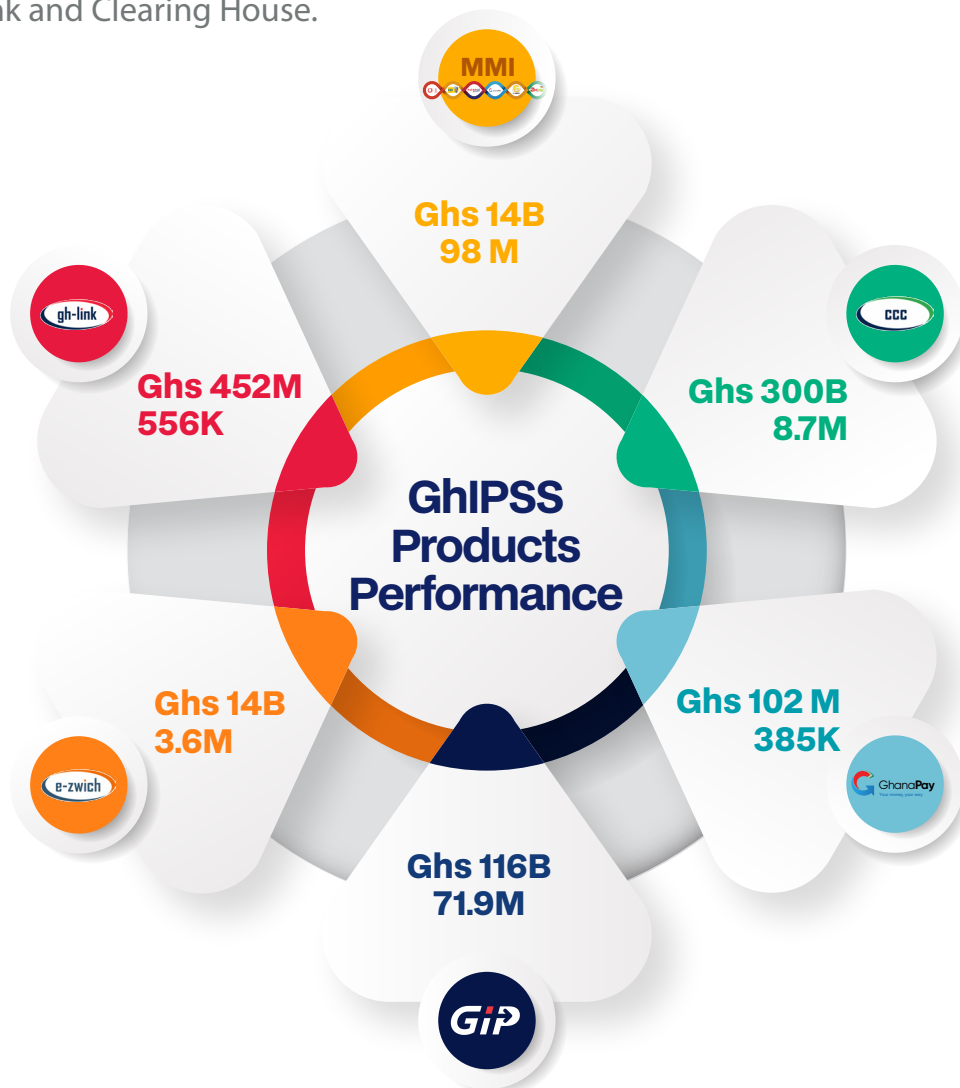 nk and Clearing House.
MMI
Ghs 14B
98 M
gh-link
Ghs 452M
556K
CCC
Ghs 300B
8.7M
GhIPSS
Products
Performance
e-zwich
Ghs 14B
3.6M
Ghs 102 M
385K
GhanaPay
Ghs 116B
71.9M
GiP